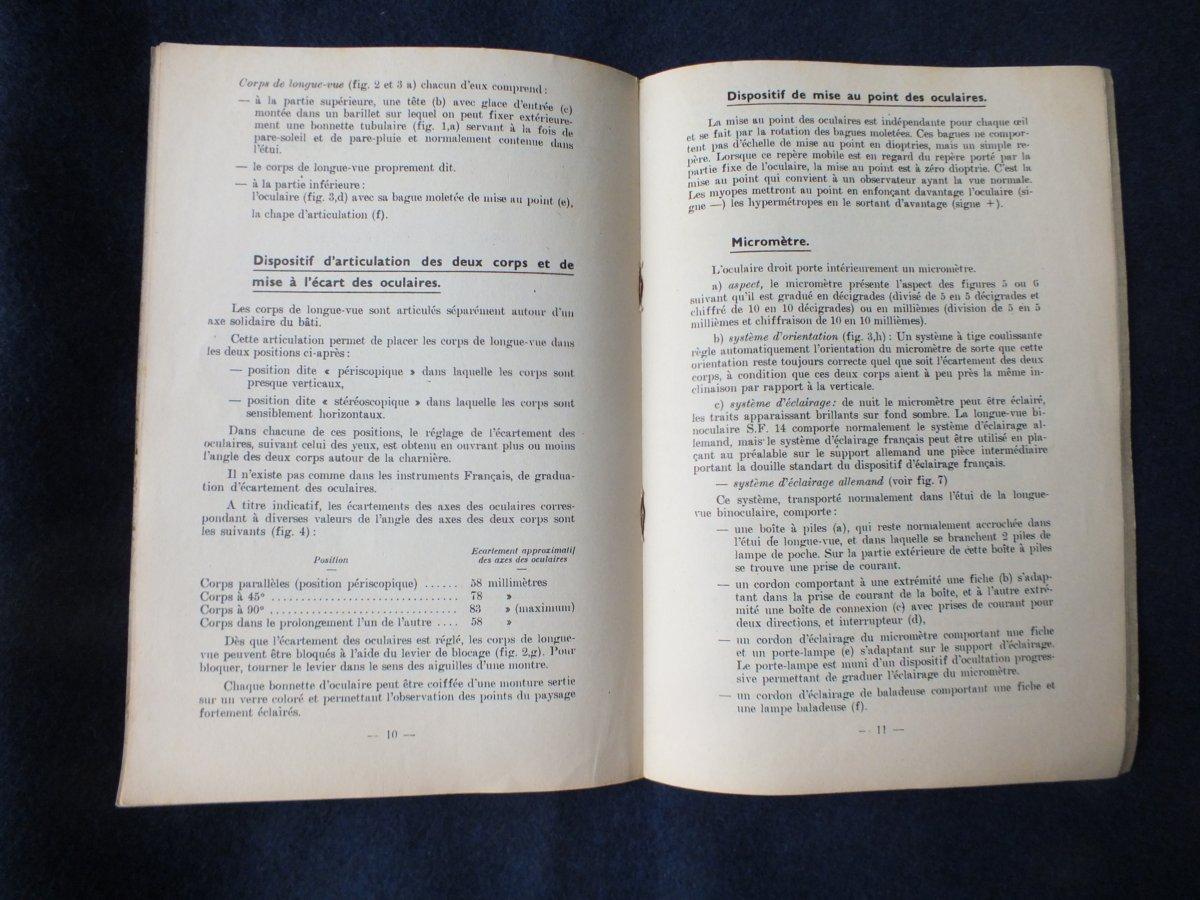 Corps de longue-vue (fig. 2 et 3 a) chacun d'eux comprend :
— à la partie supérieure, une tête (b) avec glace d'entrée (c)
montée dans un barillet sur lequel on peut fixer extérieure-
ment une bonnette tubulaire (fig. 1,a) servant à la fois de
pare-soleil et de pare-pluie et normalement contenue dans
l'étui.
— le corps de longue-vue proprement dit.
— à la partie inférieure :
l'oculaire (fig. 3,d) avec sa bague moletée de mise au point (e),
la chape d'articulation (f).
Dispositif d'articulation des deux corps et de
mise à l'écart des oculaires.
Les corps de longue-vue sont articulés séparément autour d'un
axe solidaire du bâti.
Cette articulation permet de placer les corps de longue-vue dans
les deux positions ci-après :
— position dite « périscopique » dans laquelle les corps sont
presque verticaux,
— position dite « stéréoscopique » dans laquelle les corps sont
sensiblement horizontaux.
Dans chacune de ces positions, le réglage de l'écartement des
oculaires, suivant celui des yeux, est obtenu en ouvrant plus ou moins
l'angle des deux corps autour de la charnière.
Il n'existe pas comme dans les instruments Français, de gradua-
tion d'écartement des oculaires.
A titre indicatif, les écartements des axes des oculaires corres-
pondant à diverses valeurs de l'angle des axes des deux corps sont
les suivants (fig. 4) :
Position
Ecartement approximatif
des axes des oculaires
Corps parallèles (position périscopique) ...... 58 millimètres
Corps à 45° ................................ 78 »
Corps à 90° ................................ 83 » (maximum)
Corps dans le prolongement l'un de l'autre .... 58 »
Dès que l'écartement des oculaires est réglé, les corps de longue-
vue peuvent être bloqués à l'aide du levier de blocage (fig. 2,g). Pour
bloquer, tourner le levier dans le sens des aiguilles d'une montre.
Chaque bonnette d'oculaire peut être coiffée d'une monture sertie
sur un verre coloré et permettant l'observation des points du paysage
fortement éclairés.
— 10 —
Dispositif de mise au point des oculaires.
La mise au point des oculaires est indépendante pour chaque œil
et se fait par la rotation des bagues moletées. Ces bagues ne compor-
tent pas d'échelle de mise au point en dioptries, mais un simple re-
père. Lorsque ce repère mobile est en regard du repère porté par la
partie fixe de l'oculaire, la mise au point est à zéro dioptrie. C'est la
mise au point qui convient à un observateur ayant la vue normale.
Les myopes mettront au point en enfonçant davantage l'oculaire (si-
gne —) les hypermétropes en le sortant d'avantage (signe +).
Micromètre.
L'oculaire droit porte intérieurement un micromètre.
a) aspect, le micromètre présente l'aspect des figures 5 ou 6
suivant qu'il est gradué en décigrades (divisé de 5 en 5 décigrades et
chiffré de 10 en 10 décigrades) ou en millièmes (division de 5 en 5
millièmes et chiffraison de 10 en 10 millièmes).
b) système d'orientation (fig. 3,h) : Un système à tige coulissante
règle automatiquement l'orientation du micromètre de sorte que cette
orientation reste toujours correcte quel que soit l'écartement des deux
corps, à condition que ces deux corps aient à peu près la même in-
clinaison par rapport à la verticale.
c) système d'éclairage : de nuit le micromètre peut être éclairé,
les traits apparaissant brillants sur fond sombre. La longue-vue bi-
noculaire S.F. 14 comporte normalement le système d'éclairage al-
lemand, mais le système d'éclairage français peut être utilisé en pla-
çant au préalable sur le support allemand une pièce intermédiaire
portant la douille standart du dispositif d'éclairage français.
— système d'éclairage allemand (voir fig. 7)
Ce système, transporté normalement dans l'étui de la longue-
vue binoculaire, comporte :
— une boîte à piles (a), qui reste normalement accrochée dans
l'étui de longue-vue, et dans laquelle se branchent 2 piles de
lampe de poche. Sur la partie extérieure de cette boîte à piles
se trouve une prise de courant.
— un cordon comportant à une extrémité une fiche (b) s'adap-
tant dans la prise de courant de la boîte, et à l'autre extré-
mité une boîte de connexion (c) avec prises de courant pour
deux directions, et interrupteur (d),
— un cordon d'éclairage du micromètre comportant une fiche
et un porte-lampe (e) s'adaptant sur le support d'éclairage.
Le porte-lampe est muni d'un dispositif d'ocultation progres-
sive permettant de graduer l'éclairage du micromètre.
— un cordon d'éclairage de baladeuse comportant une fiche et
une lampe baladeuse (f).
— 11 —